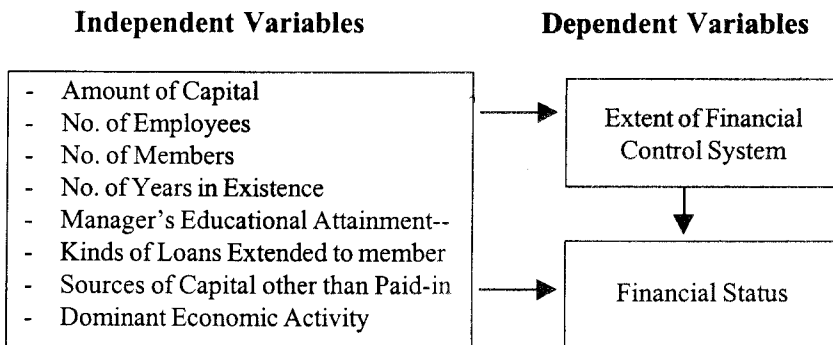 Independent Variables
Dependent Variables
- Amount of Capital
- No. of Employees
- No. of Members
- No. of Years in Existence
- Manager's Educational Attainment--
- Kinds of Loans Extended to member
- Sources of Capital other than Paid-in
- Dominant Economic Activity
Extent of Financial
Control System
Financial Status